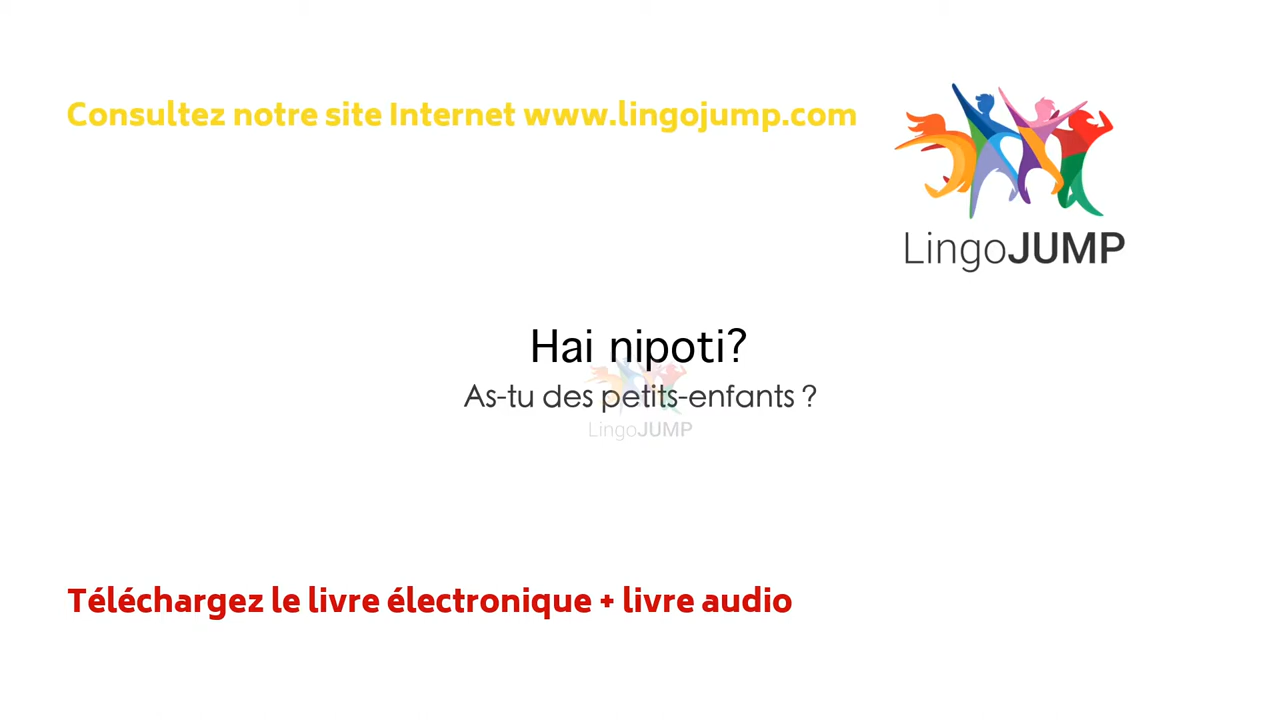 Consultez notre site Internet www.lingojump.com
LingoJUMP
Hai nipoti?
As-tu des petits-enfants ?
LingoJUMP
Téléchargez le livre électronique + livre audio